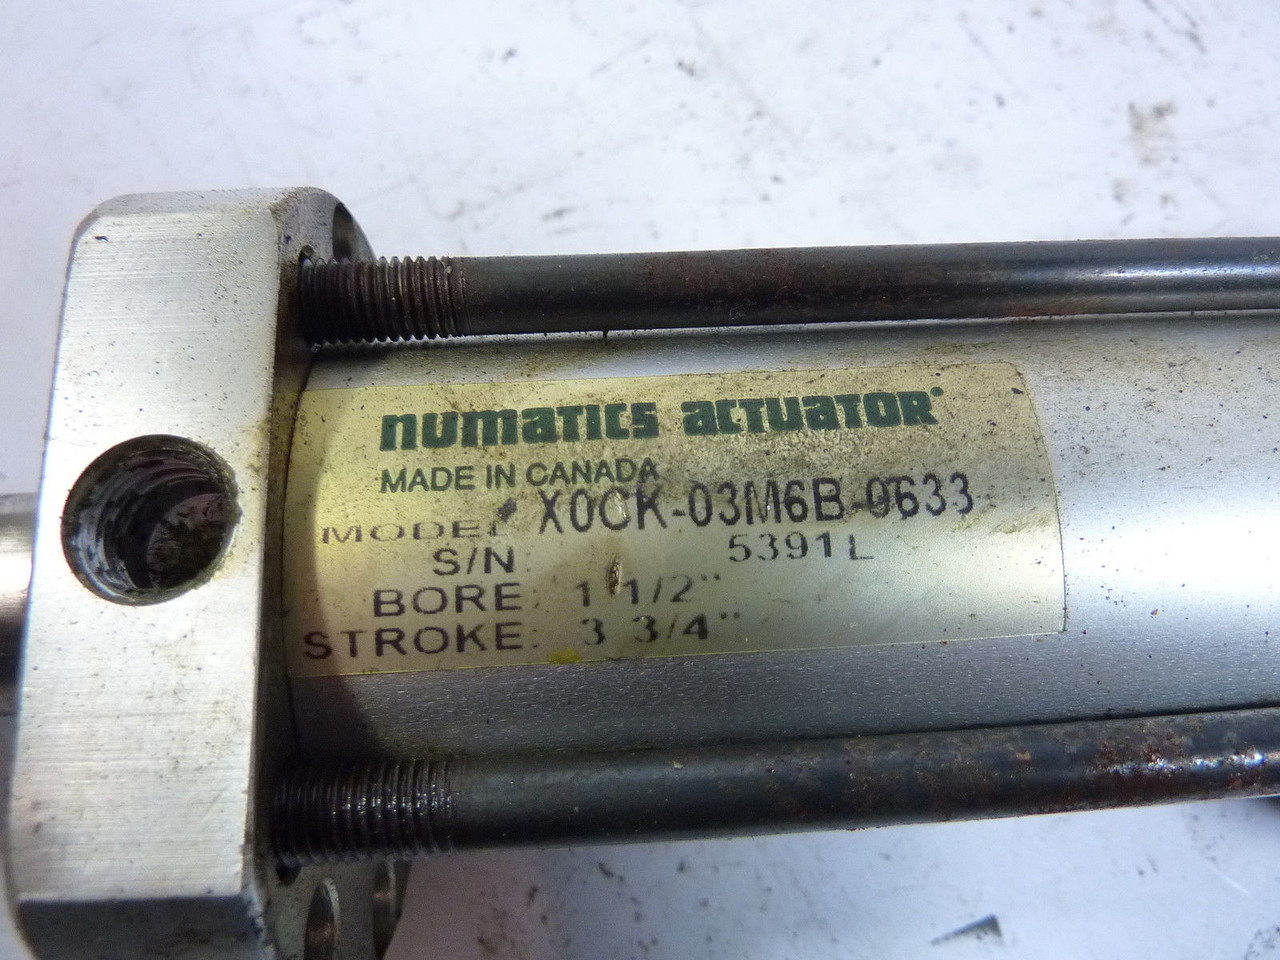 numatics actuator
MADE IN CANADA
MODEL X0CK-03M6B-0633
S/N: 5391L
BORE: 1 1/2"
STROKE: 3 3/4"